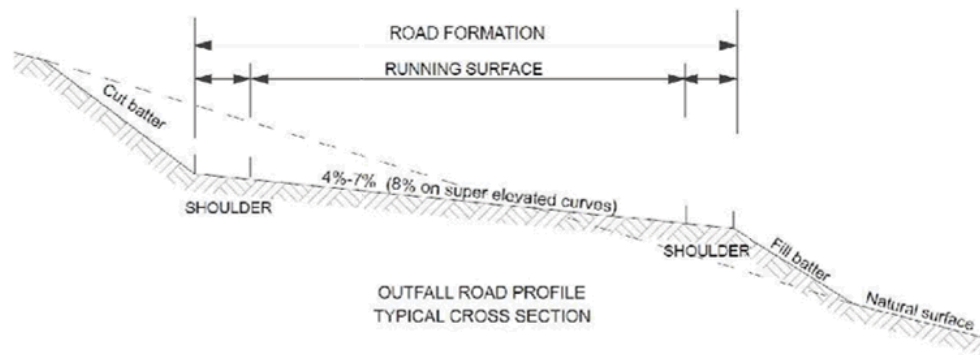 ROAD FORMATION
RUNNING SURFACE
Cut batter
4%-7% (8% on super elevated curves)
SHOULDER
SHOULDER
Fill batter
Natural surface
OUTFALL ROAD PROFILE
TYPICAL CROSS SECTION